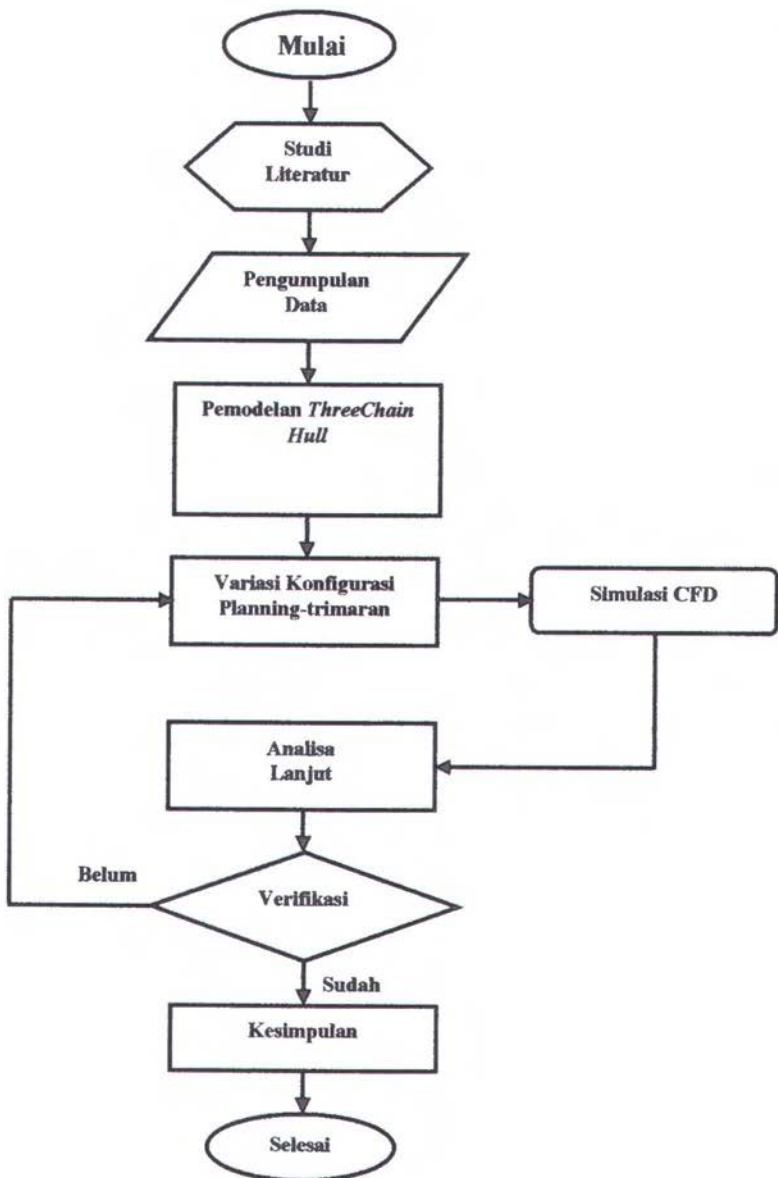 Mulai
Studi
Literatur
Pengumpulan
Data
Pemodelan ThreeChain
Hull
Variasi Konfigurasi
Planning-trimaran
Simulasi CFD
Analisa
Lanjut
Belum
Verifikasi
Sudah
Kesimpulan
Selesai